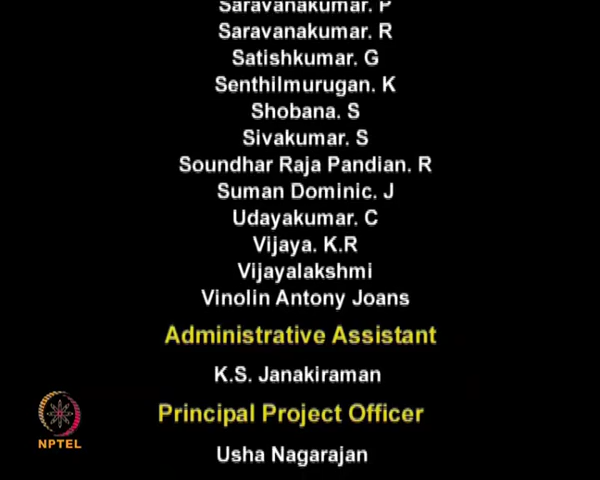 Saravanakumar. P
Saravanakumar. R
Satishkumar. G
Senthilmurugan. K
Shobana. S
Sivakumar. S
Soundhar Raja Pandian. R
Suman Dominic. J
Udayakumar. C
Vijaya. K.R
Vijayalakshmi
Vinolin Antony Joans
Administrative Assistant
K.S. Janakiraman
Principal Project Officer
NPTEL
Usha Nagarajan